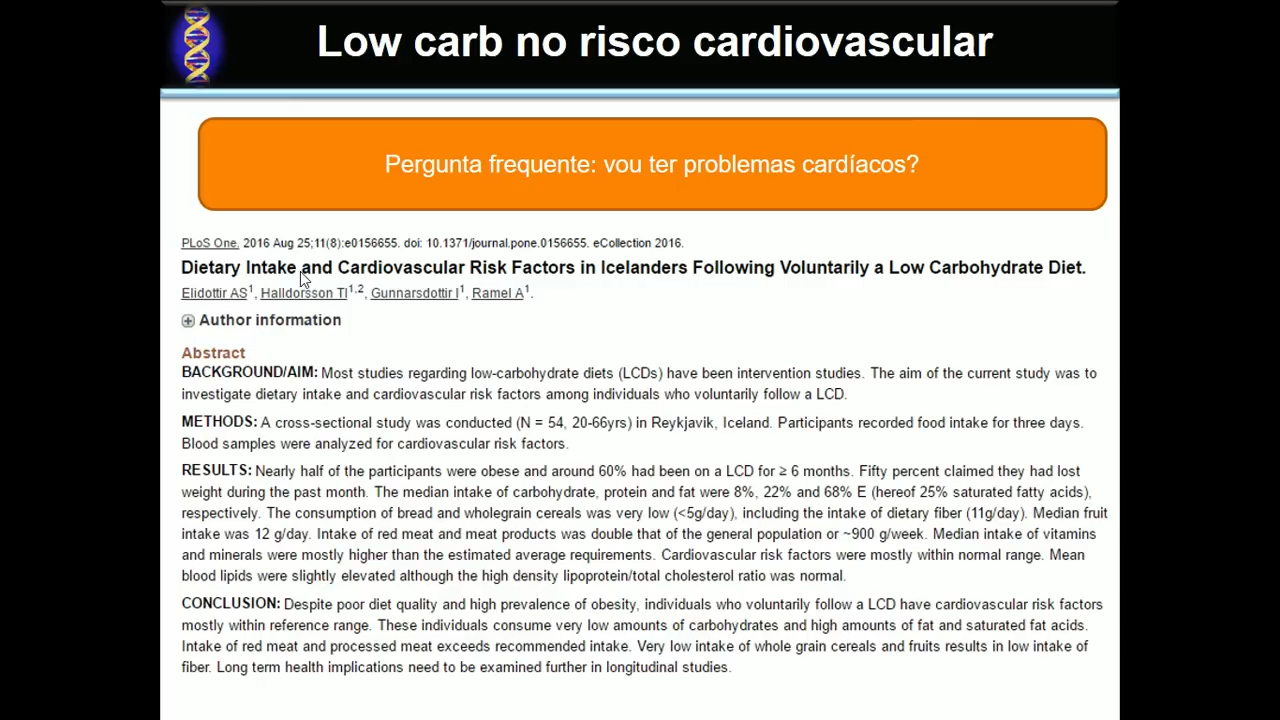 Low carb no risco cardiovascular
Pergunta frequente: vou ter problemas cardíacos?
PLoS One. 2016 Aug 25;11(8):e0156655. doi: 10.1371/journal.pone.0156655. eCollection 2016.
Dietary Intake and Cardiovascular Risk Factors in Icelanders Following Voluntarily a Low Carbohydrate Diet.
Elidottir AS1, Halldorsson TI1,2, Gunnarsdottir I1, Ramel A1.
Author information
Abstract
BACKGROUND/AIM: Most studies regarding low-carbohydrate diets (LCDs) have been intervention studies. The aim of the current study was to
investigate dietary intake and cardiovascular risk factors among individuals who voluntarily follow a LCD.
METHODS: A cross-sectional study was conducted (N = 54, 20-66yrs) in Reykjavik, Iceland. Participants recorded food intake for three days.
Blood samples were analyzed for cardiovascular risk factors.
RESULTS: Nearly half of the participants were obese and around 60% had been on a LCD for ≥ 6 months. Fifty percent claimed they had lost
weight during the past month. The median intake of carbohydrate, protein and fat were 8%, 22% and 68% E (hereof 25% saturated fatty acids),
respectively. The consumption of bread and wholegrain cereals was very low (<5g/day), including the intake of dietary fiber (11g/day). Median fruit
intake was 12 g/day. Intake of red meat and meat products was double that of the general population or ~900 g/week. Median intake of vitamins
and minerals were mostly higher than the estimated average requirements. Cardiovascular risk factors were mostly within normal range. Mean
blood lipids were slightly elevated although the high density lipoprotein/total cholesterol ratio was normal.
CONCLUSION: Despite poor diet quality and high prevalence of obesity, individuals who voluntarily follow a LCD have cardiovascular risk factors
mostly within reference range. These individuals consume very low amounts of carbohydrates and high amounts of fat and saturated fat acids.
Intake of red meat and processed meat exceeds recommended intake. Very low intake of whole grain cereals and fruits results in low intake of
fiber. Long term health implications need to be examined further in longitudinal studies.